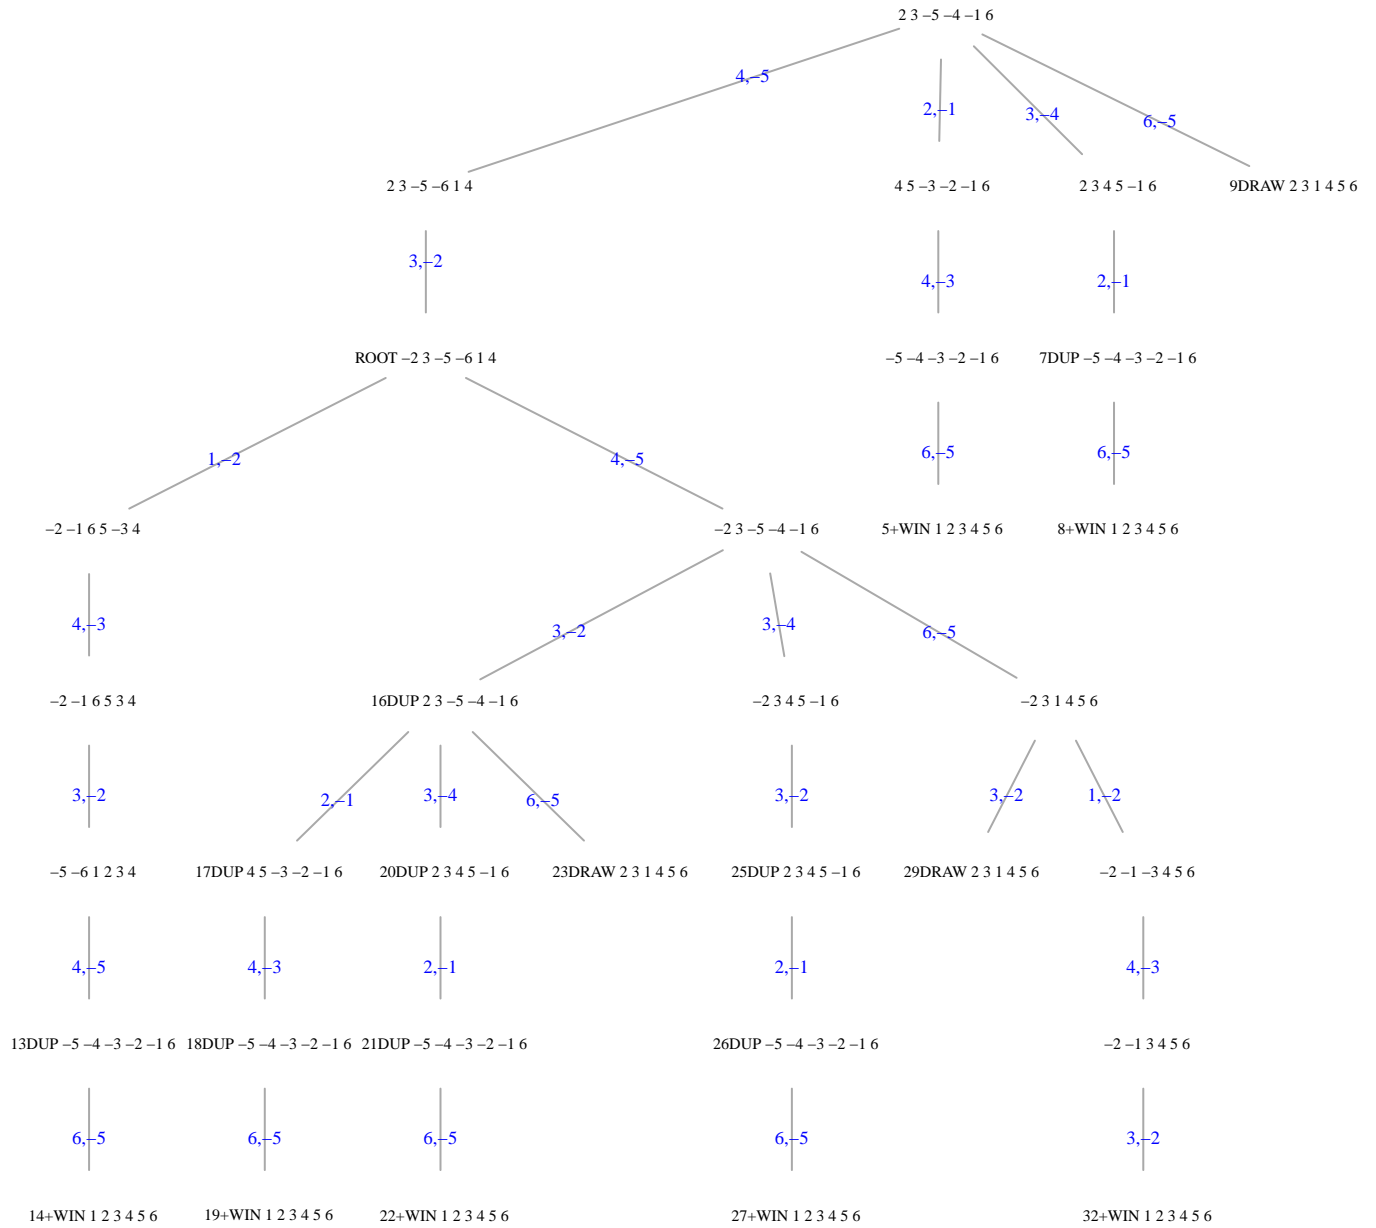 2 3 –5 –4 –1 6
4,–5
2,–1
3,–4
6,–5
2 3 –5 –6 1 4
4 5 –3 –2 –1 6
2 3 4 5 –1 6
9DRAW 2 3 1 4 5 6
3,–2
4,–3
2,–1
ROOT –2 3 –5 –6 1 4
–5 –4 –3 –2 –1 6
7DUP –5 –4 –3 –2 –1 6
1,–2
4,–5
6,–5
6,–5
–2 –1 6 5 –3 4
–2 3 –5 –4 –1 6
5+WIN 1 2 3 4 5 6
8+WIN 1 2 3 4 5 6
4,–3
3,–2
3,–4
6,–5
–2 –1 6 5 3 4
16DUP 2 3 –5 –4 –1 6
–2 3 4 5 –1 6
–2 3 1 4 5 6
3,–2
2,–1
3,–4
6,–5
3,–2
3,–2
1,–2
–5 –6 1 2 3 4
17DUP 4 5 –3 –2 –1 6
20DUP 2 3 4 5 –1 6
23DRAW 2 3 1 4 5 6
25DUP 2 3 4 5 –1 6
29DRAW 2 3 1 4 5 6
–2 –1 –3 4 5 6
4,–5
4,–3
2,–1
2,–1
4,–3
13DUP –5 –4 –3 –2 –1 6
18DUP –5 –4 –3 –2 –1 6
21DUP –5 –4 –3 –2 –1 6
26DUP –5 –4 –3 –2 –1 6
–2 –1 3 4 5 6
6,–5
6,–5
6,–5
6,–5
3,–2
14+WIN 1 2 3 4 5 6
19+WIN 1 2 3 4 5 6
22+WIN 1 2 3 4 5 6
27+WIN 1 2 3 4 5 6
32+WIN 1 2 3 4 5 6